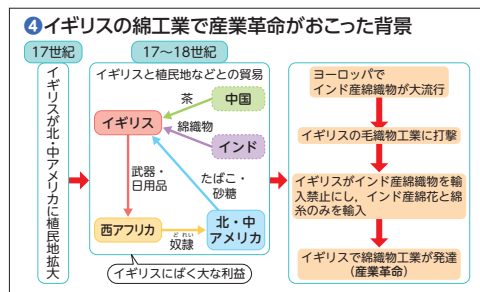 ④イギリスの綿工業で産業革命がおこった背景
17世紀
イギリスが北・中アメリカに植民地拡大
17〜18世紀
イギリスと植民地などとの貿易
茶
中国
イギリス
綿織物
インド
武器・
日用品
たばこ・
砂糖
西アフリカ
どれい
奴隷
北・中
アメリカ
イギリスにばく大な利益
ヨーロッパで
インド産綿織物が大流行
イギリスの毛織物工業に打撃
イギリスがインド産綿織物を輸
入禁止にし，インド産綿花と綿
糸のみを輸入
イギリスで綿織物工業が発達
（産業革命）